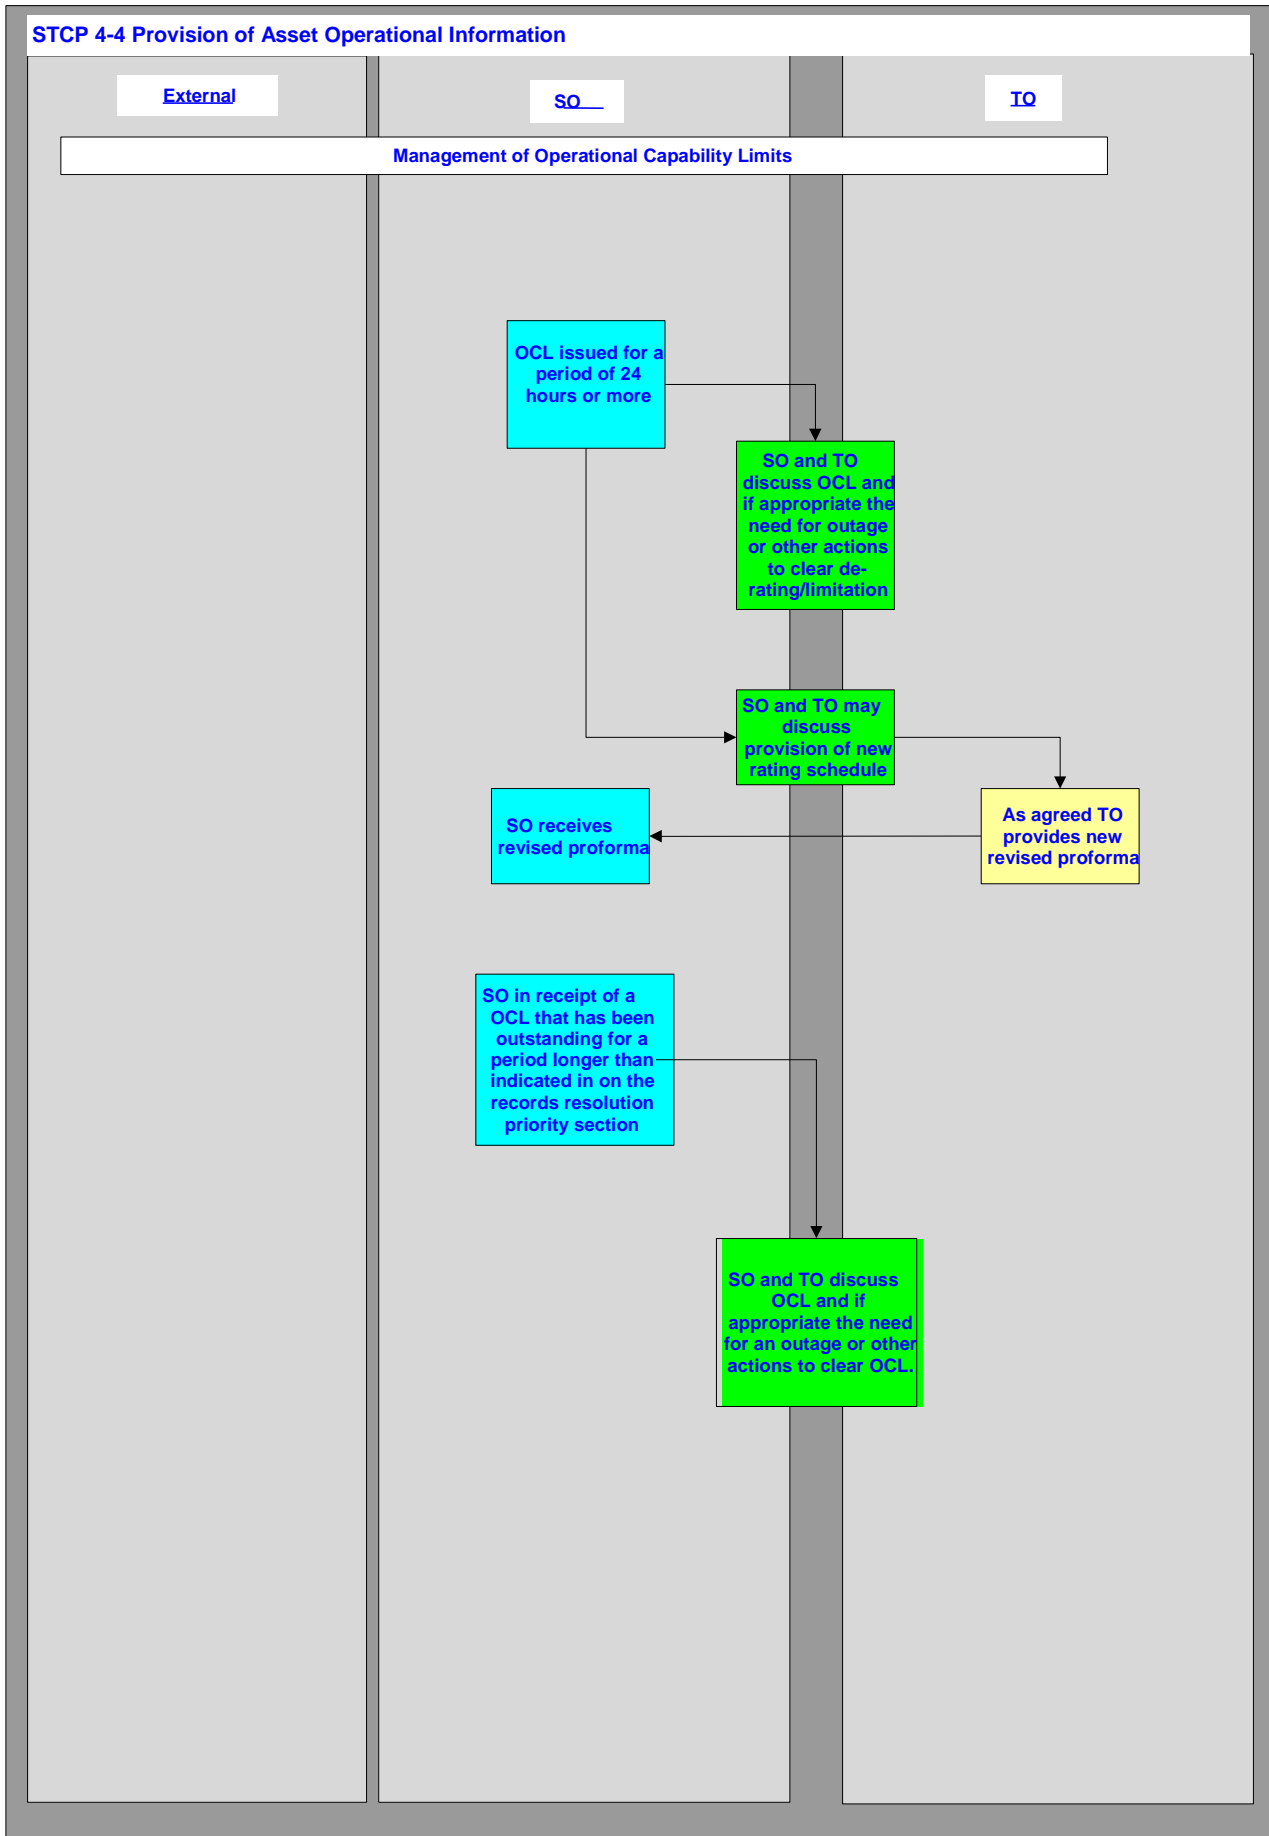 STCP 4-4 Provision of Asset Operational Information
External
SO
TO
Management of Operational Capability Limits
OCL issued for a
period of 24
hours or more
SO and TO
discuss OCL and
if appropriate the
need for outage
or other actions
to clear de-
rating/limitation
SO and TO may
discuss
provision of new
rating schedule
SO receives
revised proforma
As agreed TO
provides new
revised proforma
SO in receipt of a
OCL that has been
outstanding for a
period longer than
indicated in on the
records resolution
priority section
SO and TO discuss
OCL and if
appropriate the need
for an outage or other
actions to clear OCL.